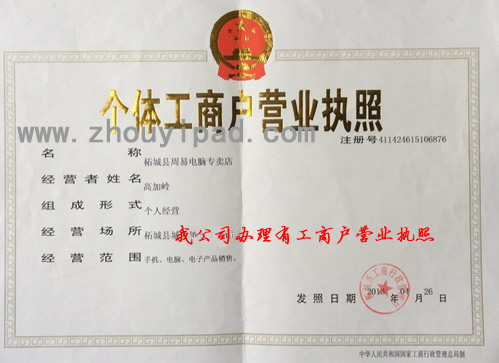 个体工商户营业执照
www.zhouyipad.com
注册号 411424615106876
名称 柘城县周易电脑专卖店
经营者姓名 高加岭
组成形式 个人经营
经营场所 柘城县城
我公司办理有工商户营业执照
经营范围 手机、电脑、电子产品销售。
发照日期 2016 04 26
中华人民共和国国家工商行政管理总局制